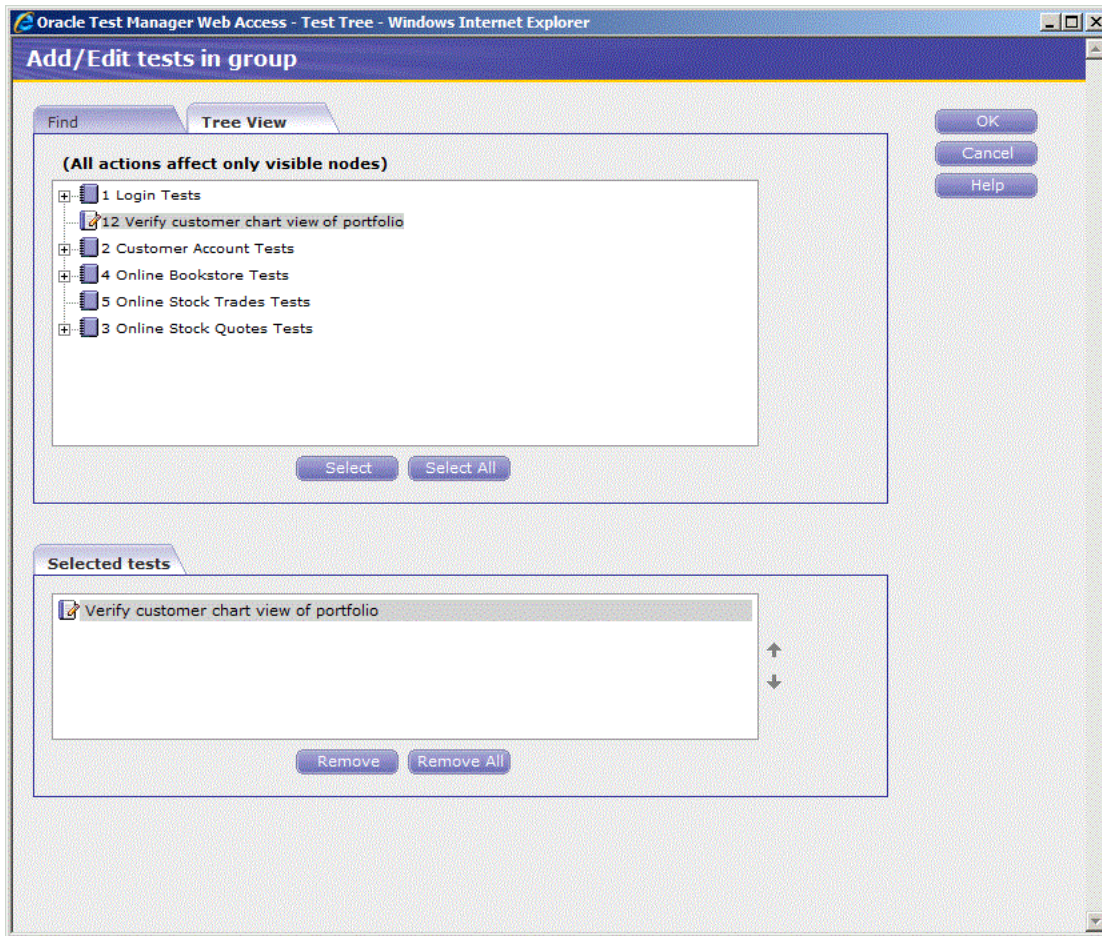 Oracle Test Manager Web Access - Test Tree - Windows Internet Explorer
Add/Edit tests in group
Find
Tree View
OK
Cancel
Help
(All actions affect only visible nodes)
1 Login Tests
12 Verify customer chart view of portfolio
2 Customer Account Tests
4 Online Bookstore Tests
5 Online Stock Trades Tests
3 Online Stock Quotes Tests
Select
Select All
Selected tests
Verify customer chart view of portfolio
Remove
Remove All